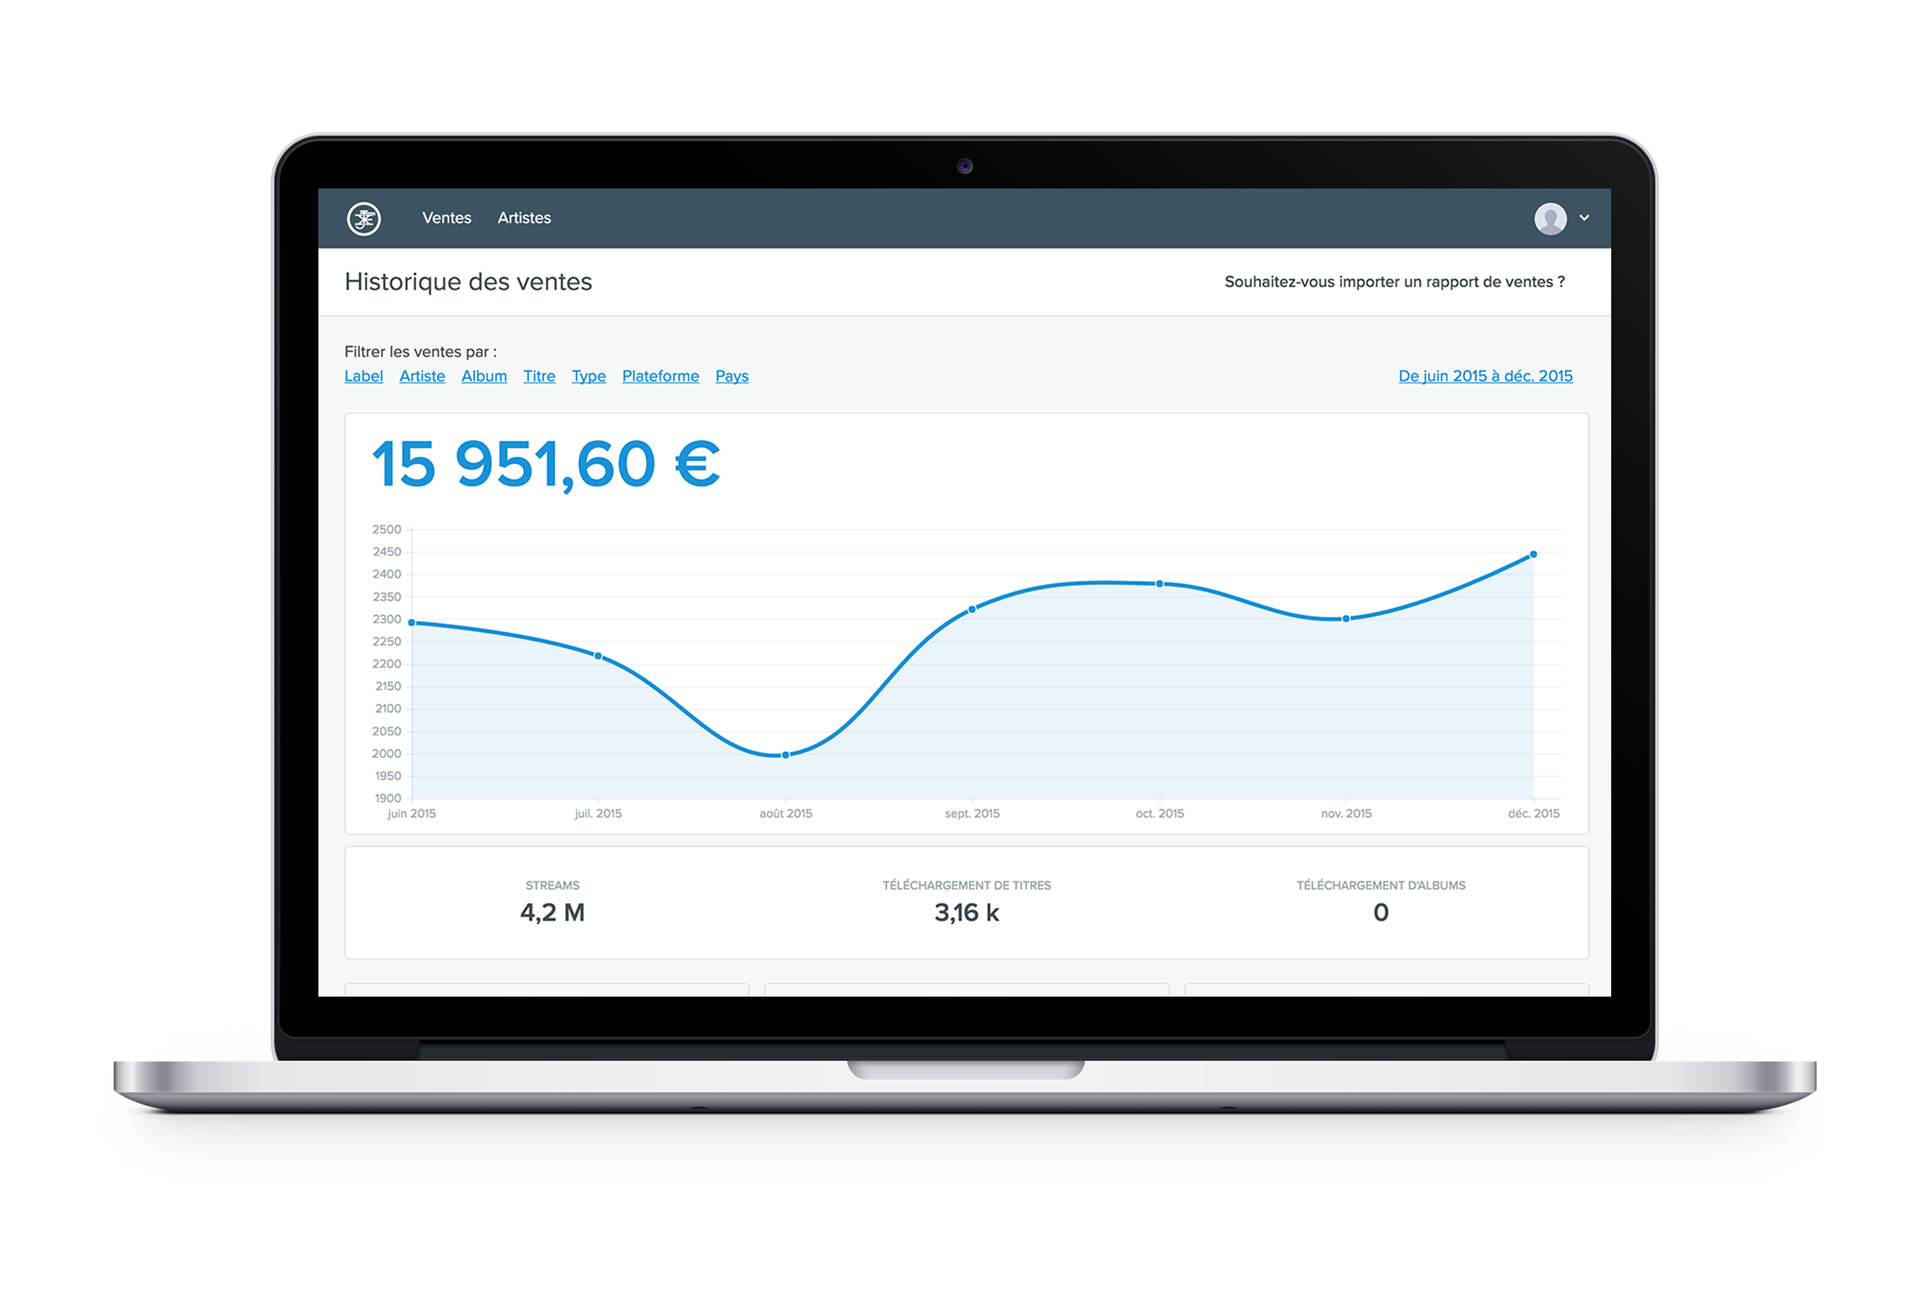 Ventes Artistes
Historique des ventes
Souhaitez-vous importer un rapport de ventes ?
Filtrer les ventes par :
Label Artiste Album Titre Type Plateforme Pays
De juin 2015 à déc. 2015
15 951,60 €
2500
2450
2400
2350
2300
2250
2200
2150
2100
2050
2000
1950
1900
juin 2015 juil. 2015 août 2015 sept. 2015 oct. 2015 nov. 2015 déc. 2015
STREAMS
4,2 M
TÉLÉCHARGEMENT DE TITRES
3,16 k
TÉLÉCHARGEMENT D'ALBUMS
0